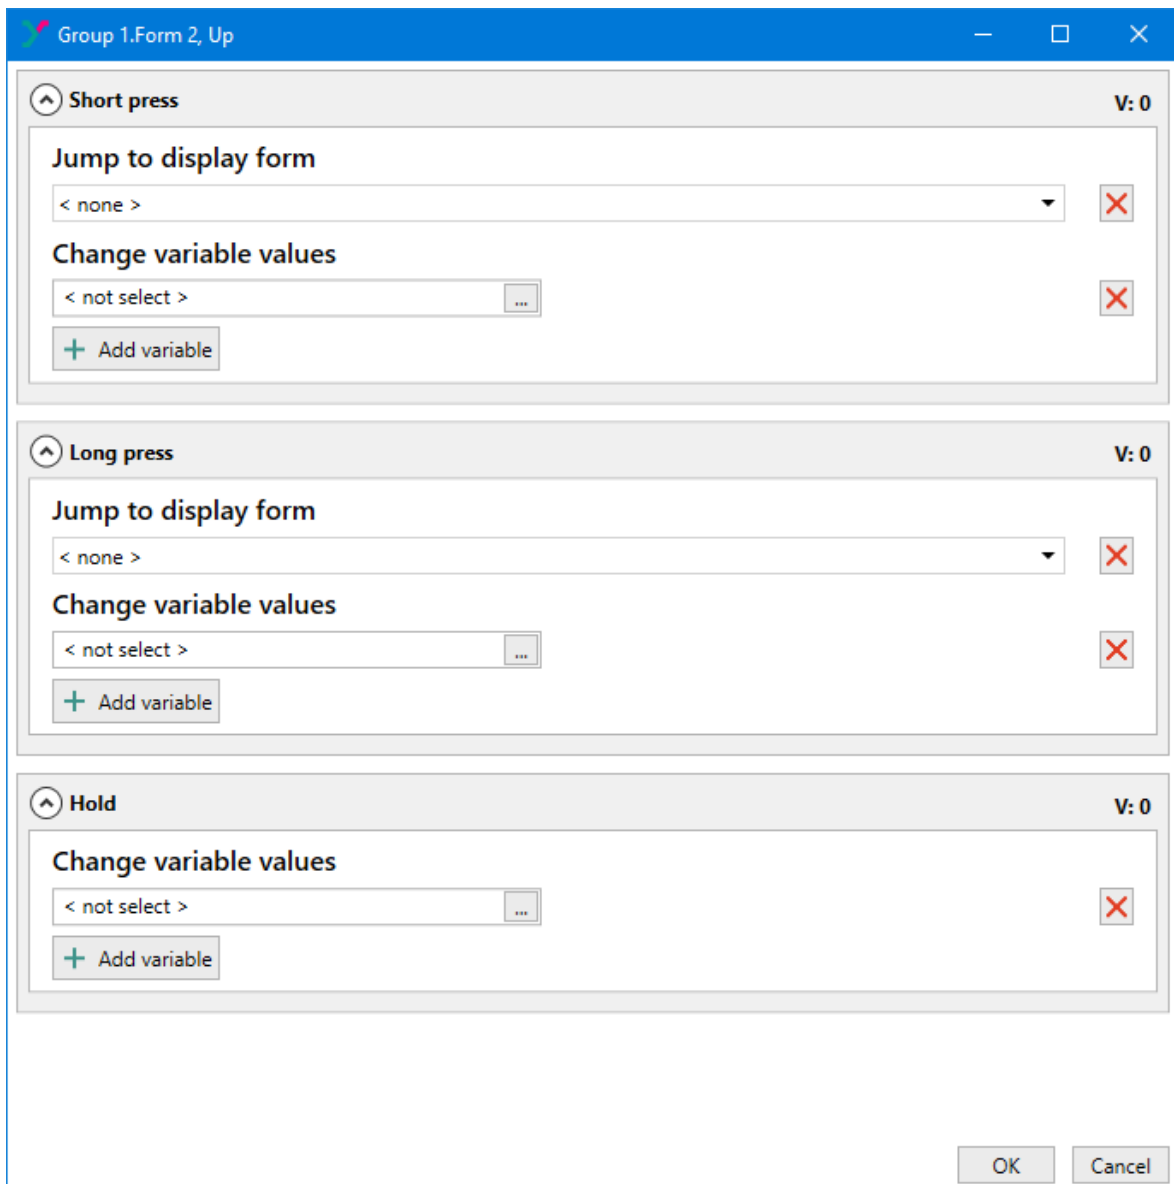 Group 1.Form 2, Up
Short press V: 0
Jump to display form
< none >
Change variable values
< not select > ...
+ Add variable
Long press V: 0
Jump to display form
< none >
Change variable values
< not select > ...
+ Add variable
Hold V: 0
Change variable values
< not select > ...
+ Add variable
OK Cancel